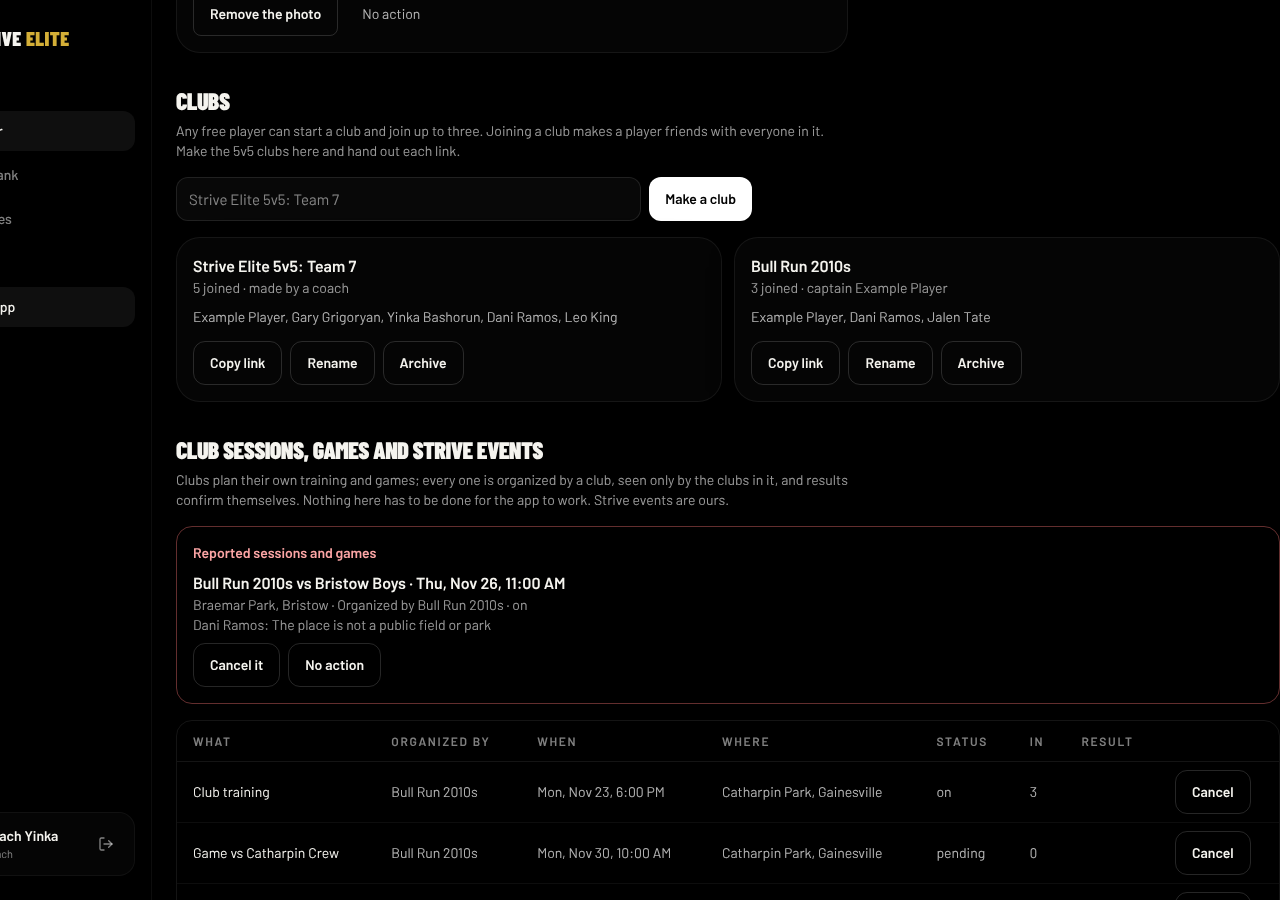 Remove the photo No action
IVE ELITE
CLUBS
Any free player can start a club and join up to three. Joining a club makes a player friends with everyone in it.
Make the 5v5 clubs here and hand out each link.
ank
es
Strive Elite 5v5: Team 7 Make a club
pp
Strive Elite 5v5: Team 7
5 joined · made by a coach
Example Player, Gary Grigoryan, Yinka Bashorun, Dani Ramos, Leo King
Copy link Rename Archive
Bull Run 2010s
3 joined · captain Example Player
Example Player, Dani Ramos, Jalen Tate
Copy link Rename Archive
CLUB SESSIONS, GAMES AND STRIVE EVENTS
Clubs plan their own training and games; every one is organized by a club, seen only by the clubs in it, and results
confirm themselves. Nothing here has to be done for the app to work. Strive events are ours.
Reported sessions and games
Bull Run 2010s vs Bristow Boys · Thu, Nov 26, 11:00 AM
Braemar Park, Bristow · Organized by Bull Run 2010s · on
Dani Ramos: The place is not a public field or park
Cancel it No action
WHAT ORGANIZED BY WHEN WHERE STATUS IN RESULT
Club training Bull Run 2010s Mon, Nov 23, 6:00 PM Catharpin Park, Gainesville on 3 Cancel
Game vs Catharpin Crew Bull Run 2010s Mon, Nov 30, 10:00 AM Catharpin Park, Gainesville pending 0 Cancel
ach Yinka
ach